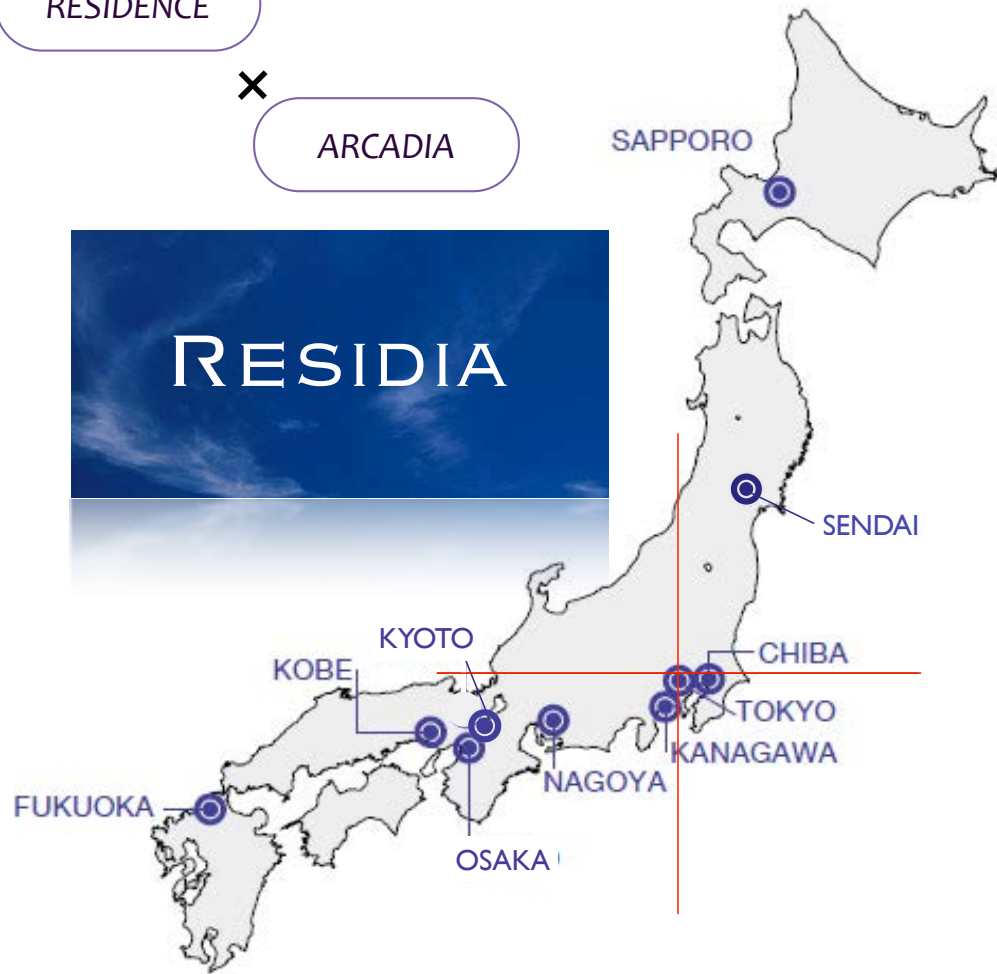 RESIDENCE
×
ARCADIA
SAPPORO
RESIDIA
SENDAI
KYOTO
KOBE
CHIBA
TOKYO
KANAGAWA
NAGOYA
FUKUOKA
OSAKA